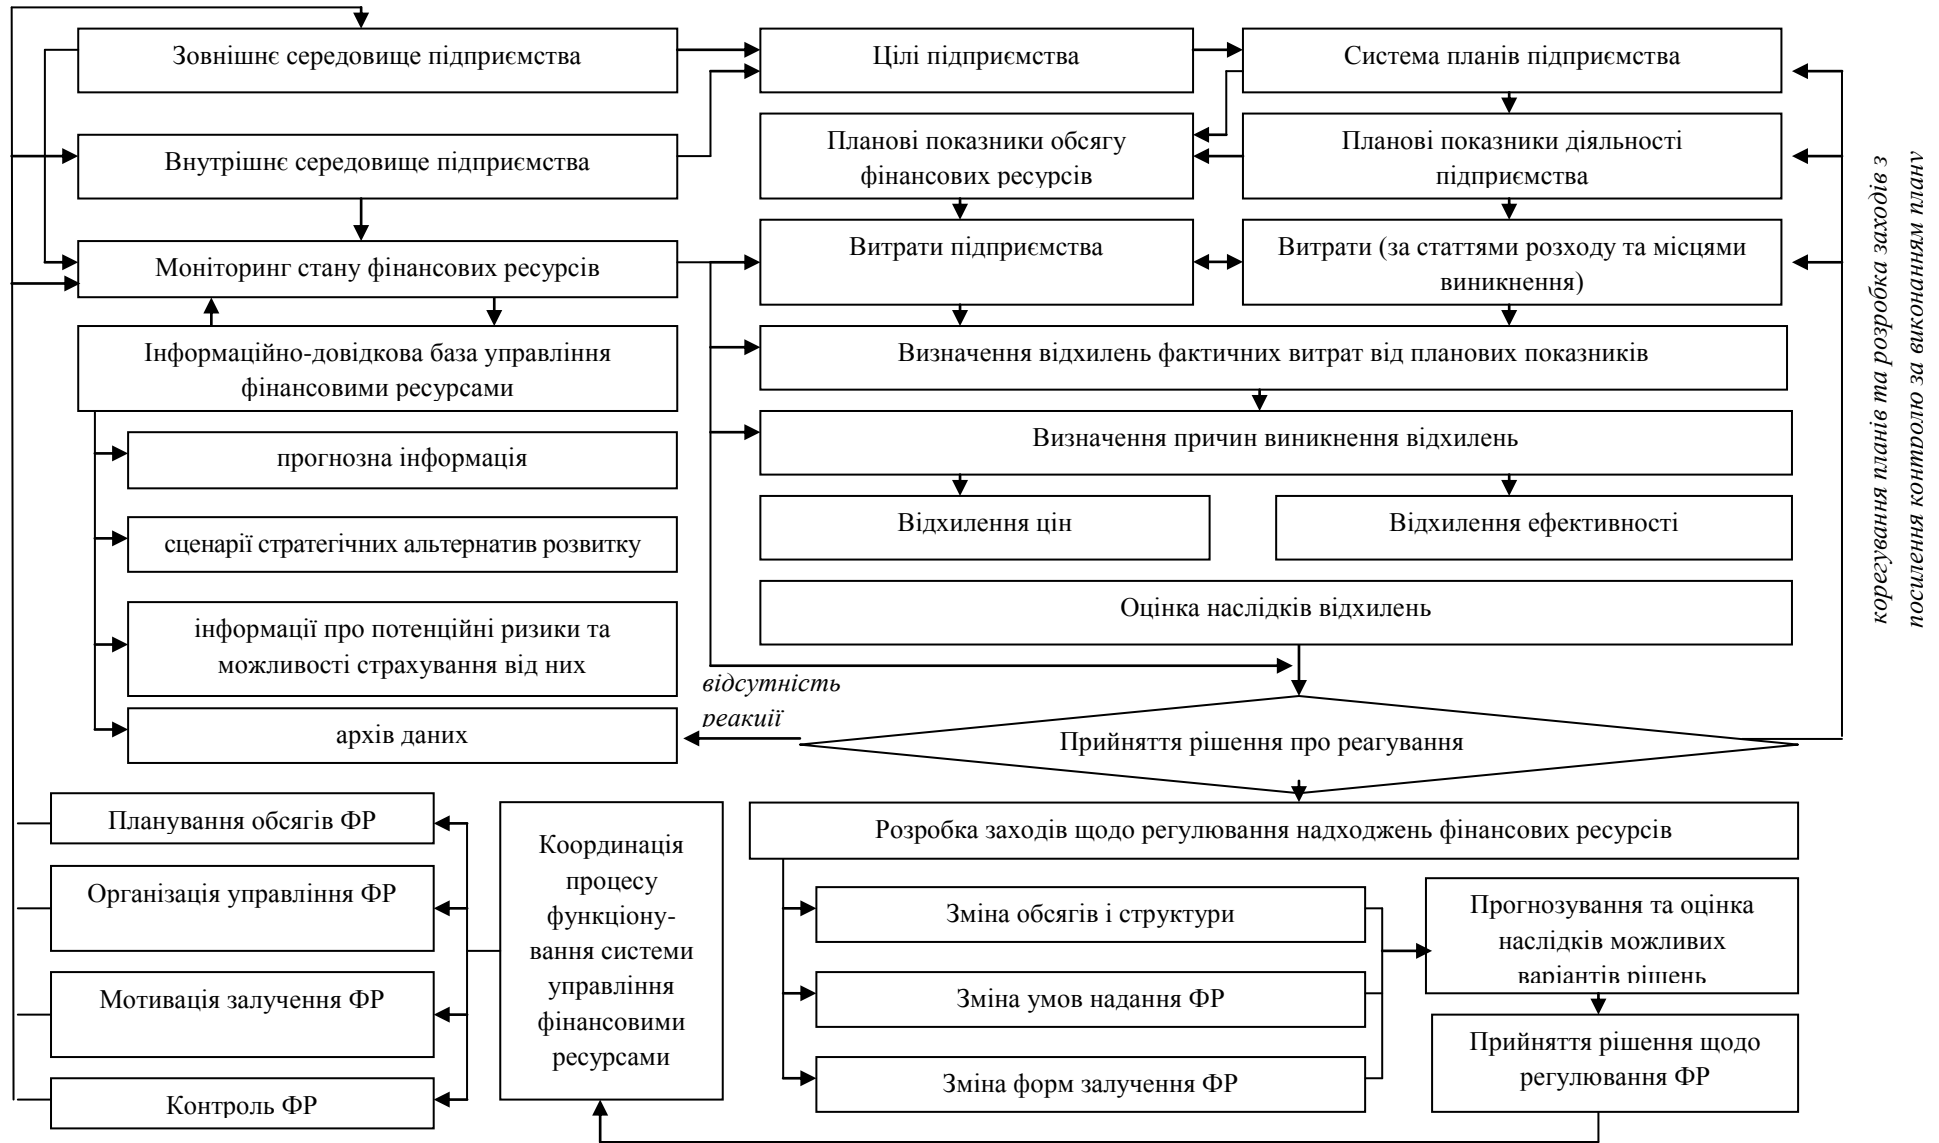 Зовнішнє середовище підприємства
Цілі підприємства
Система планів підприємства
Внутрішнє середовище підприємства
Планові показники обсягу
фінансових ресурсів
Планові показники діяльності
підприємства
Моніторинг стану фінансових ресурсів
Витрати підприємства
Витрати (за статтями розходу та місцями
виникнення)
Інформаційно-довідкова база управління
фінансовими ресурсами
Визначення відхилень фактичних витрат від планових показників
Визначення причин виникнення відхилень
прогнозна інформація
Відхилення цін
Відхилення ефективності
сценарії стратегічних альтернатив розвитку
Оцінка наслідків відхилень
інформації про потенційні ризики та
можливості страхування від них
відсутність
реакції
архів даних
Прийняття рішення про реагування
корегування планів та розробка заходів з
посилення контролю за виконанням плану
Планування обсягів ФР
Організація управління ФР
Мотивація залучення ФР
Контроль ФР
Координація
процесу
функціону-
вання системи
управління
фінансовими
ресурсами
Розробка заходів щодо регулювання надходжень фінансових ресурсів
Зміна обсягів і структури
Зміна умов надання ФР
Зміна форм залучення ФР
Прогнозування та оцінка
наслідків можливих
варіантів рішень
Прийняття рішення щодо
регулювання ФР